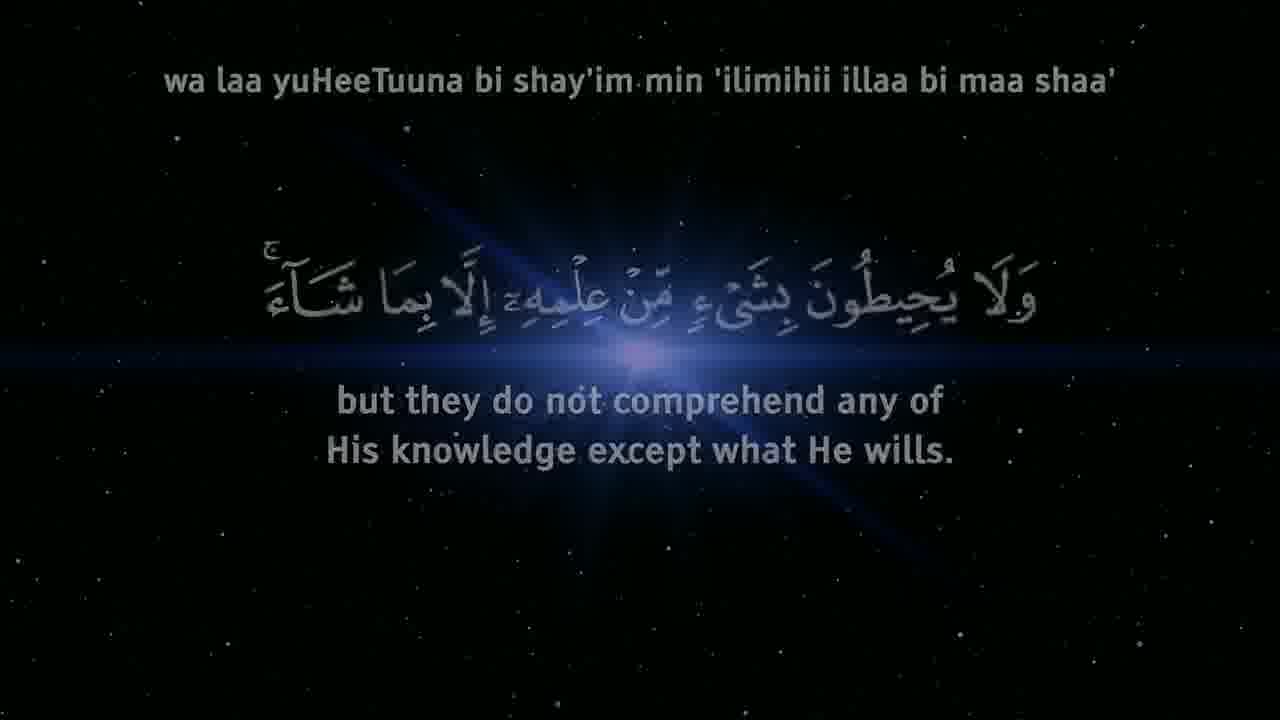 wa laa yuHeeTuuna bi shay'im min 'ilimihii illaa bi maa shaa'
وَلَا يُحِيطُونَ بِشَىْءٍ مِّنْ عِلْمِهِۦٓ إِلَّا بِمَا شَآءَ ۚ
but they do not comprehend any of
His knowledge except what He wills.